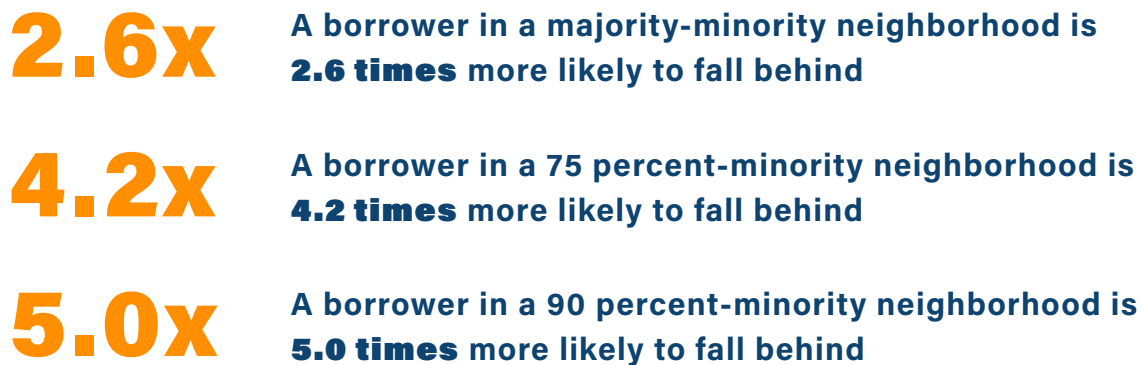 2.6x
A borrower in a majority-minority neighborhood is
2.6 times more likely to fall behind
4.2x
A borrower in a 75 percent-minority neighborhood is
4.2 times more likely to fall behind
5.0x
A borrower in a 90 percent-minority neighborhood is
5.0 times more likely to fall behind